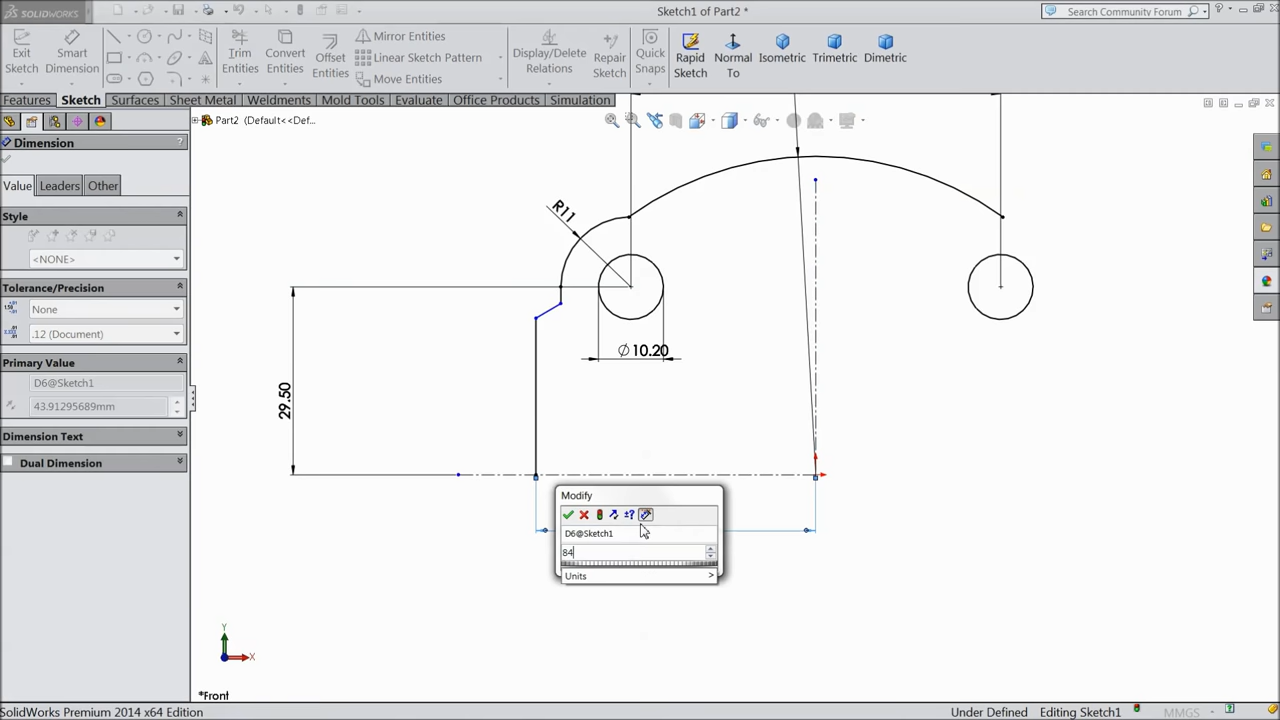 SOLIDWORKS
Sketch1 of Part2 *
Search Community Forum
Exit Sketch
Smart Dimension
Trim Entities
Convert Entities
Offset Entities
Mirror Entities
Linear Sketch Pattern
Move Entities
Display/Delete Relations
Repair Sketch
Quick Snaps
Rapid Sketch
Normal To
Isometric
Trimetric
Dimetric
Features
Sketch
Surfaces
Sheet Metal
Weldments
Mold Tools
Evaluate
Office Products
Simulation
Part2 (Default<<Def...
Dimension
?
Value
Leaders
Other
Style
<NONE>
Tolerance/Precision
None
.12 (Document)
Primary Value
D6@Sketch1
43.91295689mm
Dimension Text
Dual Dimension
R11
29.50
∅10.20
Modify
D6@Sketch1
84
Units >
Y
X
*Front
SolidWorks Premium 2014 x64 Edition
Under Defined
Editing Sketch1
MMGS